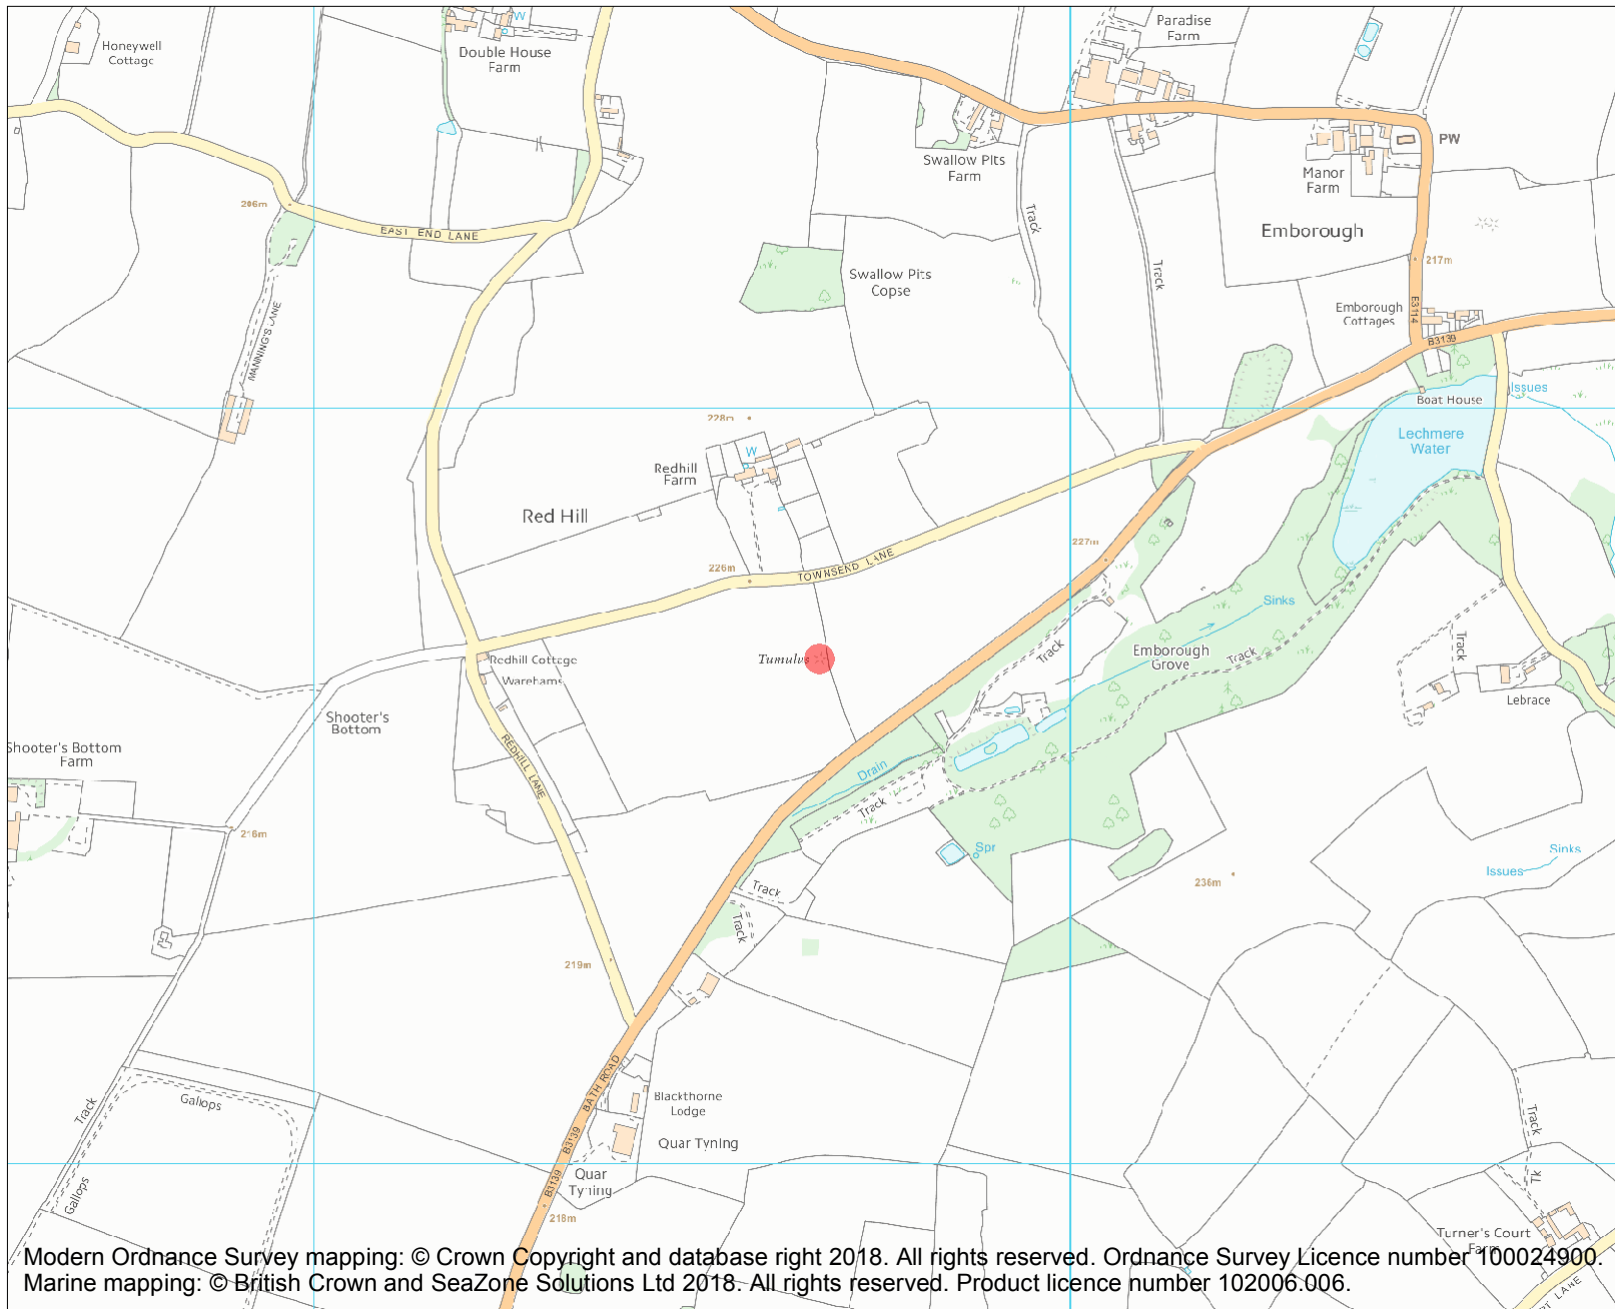 Honeywell
Cottage
W
Double House
Farm
Paradise
Farm
Swallow Pits
Farm
PW
Manor
Farm
206m
EAST END LANE
Track
Emborough
217m
Track
Swallow Pits
Copse
MANNING'S LANE
Emborough
Cottages
B3114
B3139
Issues
Boat House
228m
Lechmere
Water
W
Redhill
Farm
Red Hill
227m
226m
TOWNSEND LANE
Sinks
Track
Emborough
Grove
Track
Track
Tumulus
Redhill Cottage
Warehams
Lebrace
Shooter's
Bottom
Shooter's Bottom
Farm
REDHILL LANE
Drain
Track
216m
Spr
Sinks
Issues
236m
Track
Track
219m
BATH ROAD
B3139
Blackthorne
Lodge
Gallops
Track
Track
Quar Tyning
Quar
Tyning
Tk
Gallops
B3139
216m
Turner's Court
Farm
Modern Ordnance Survey mapping: © Crown Copyright and database right 2018. All rights reserved. Ordnance Survey Licence number 100024900.
Marine mapping: © British Crown and SeaZone Solutions Ltd 2018. All rights reserved. Product licence number 102006.006.
LANE